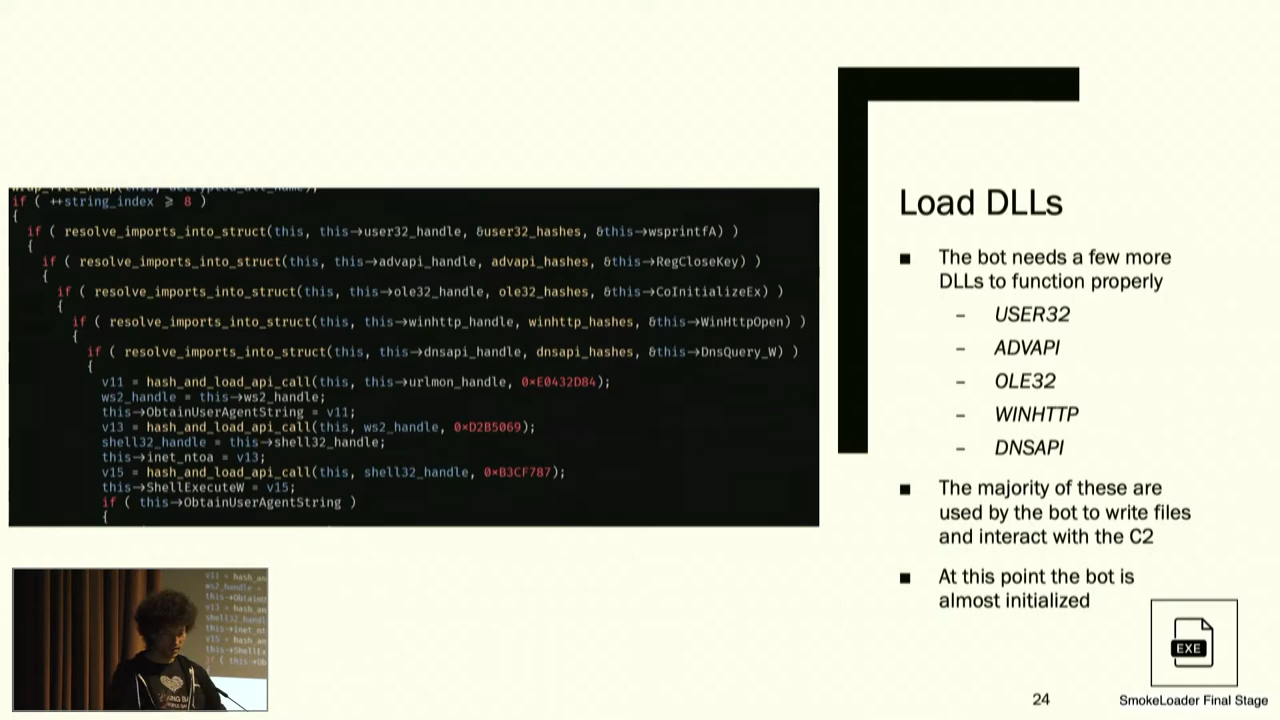 if ( ++string_index ≥ 8 )
{
if ( resolve_imports_into_struct(this, this→user32_handle, &user32_hashes, &this→wsprintfA) )
{
if ( resolve_imports_into_struct(this, this→advapi_handle, advapi_hashes, &this→RegCloseKey) )
{
if ( resolve_imports_into_struct(this, this→ole32_handle, ole32_hashes, &this→CoInitializeEx) )
{
if ( resolve_imports_into_struct(this, this→winhttp_handle, winhttp_hashes, &this→WinHttpOpen) )
{
if ( resolve_imports_into_struct(this, this→dnsapi_handle, dnsapi_hashes, &this→DnsQuery_W) )
{
v11 = hash_and_load_api_call(this, this→urlmon_handle, 0×E0432D84);
ws2_handle = this→ws2_handle;
this→ObtainUserAgentString = v11;
v13 = hash_and_load_api_call(this, ws2_handle, 0×D2B5069);
shell32_handle = this→shell32_handle;
this→inet_ntoa = v13;
v15 = hash_and_load_api_call(this, shell32_handle, 0×B3CF787);
this→ShellExecuteW = v15;
if ( this→ObtainUserAgentString )
{
Load DLLs
■ The bot needs a few more
DLLs to function properly
– USER32
– ADVAPI
– OLE32
– WINHTTP
– DNSAPI
■ The majority of these are
used by the bot to write files
and interact with the C2
■ At this point the bot is
almost initialized
EXE
24
SmokeLoader Final Stage